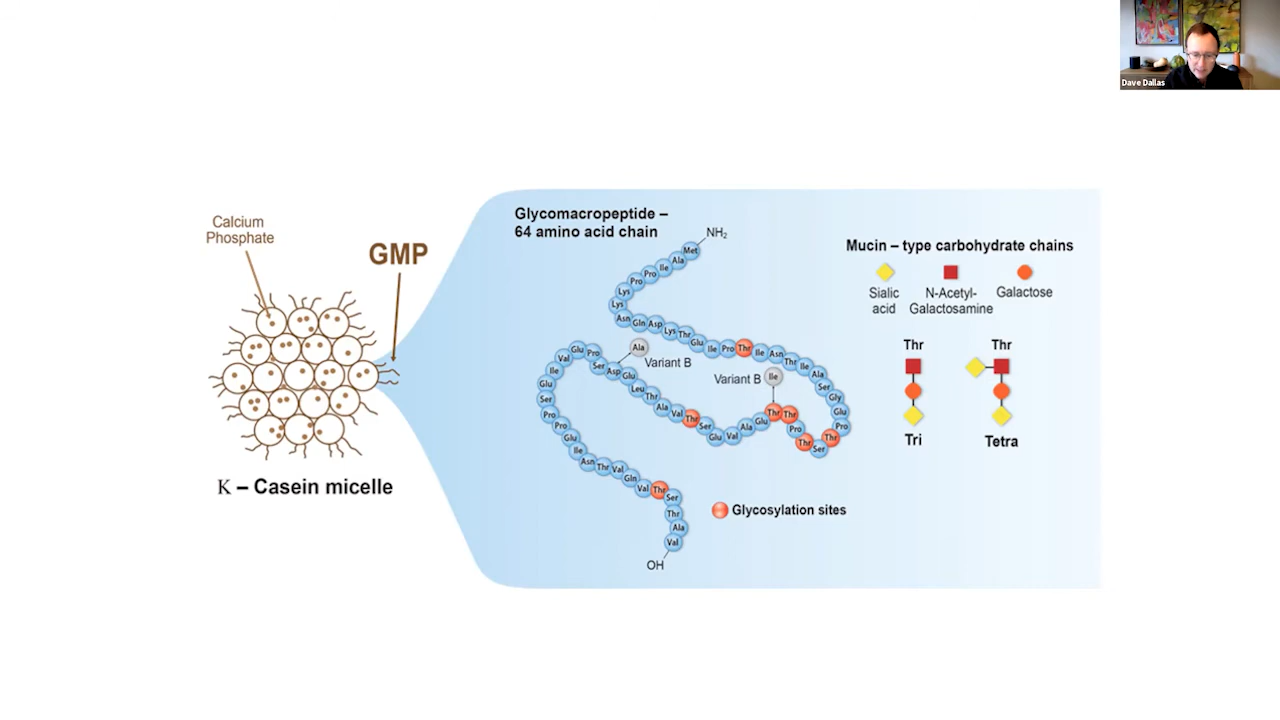 Dave Dallas
Calcium
Phosphate
GMP
K – Casein micelle
Glycomacropeptide –
64 amino acid chain
NH₂
Met
Ala
Ile
Pro
Pro
Lys
Lys
Asn
Gln
Asp
Lys
Thr
Glu
Ile
Pro
Thr
Ile
Asn
Thr
Ile
Ala
Ser
Gly
Glu
Pro
Thr
Ser
Thr
Pro
Thr
Thr
Ile
Variant B
Glu
Ala
Val
Glu
Ser
Thr
Val
Ala
Thr
Leu
Glu
Asp
Ala
Variant B
Ser
Pro
Glu
Val
Ile
Glu
Ser
Pro
Pro
Glu
Ile
Asn
Thr
Val
Gln
Val
Thr
Ser
Thr
Ala
Val
OH
Glycosylation sites
Mucin – type carbohydrate chains
Sialic
acid
N-Acetyl-
Galactosamine
Galactose
Thr
Tri
Thr
Tetra